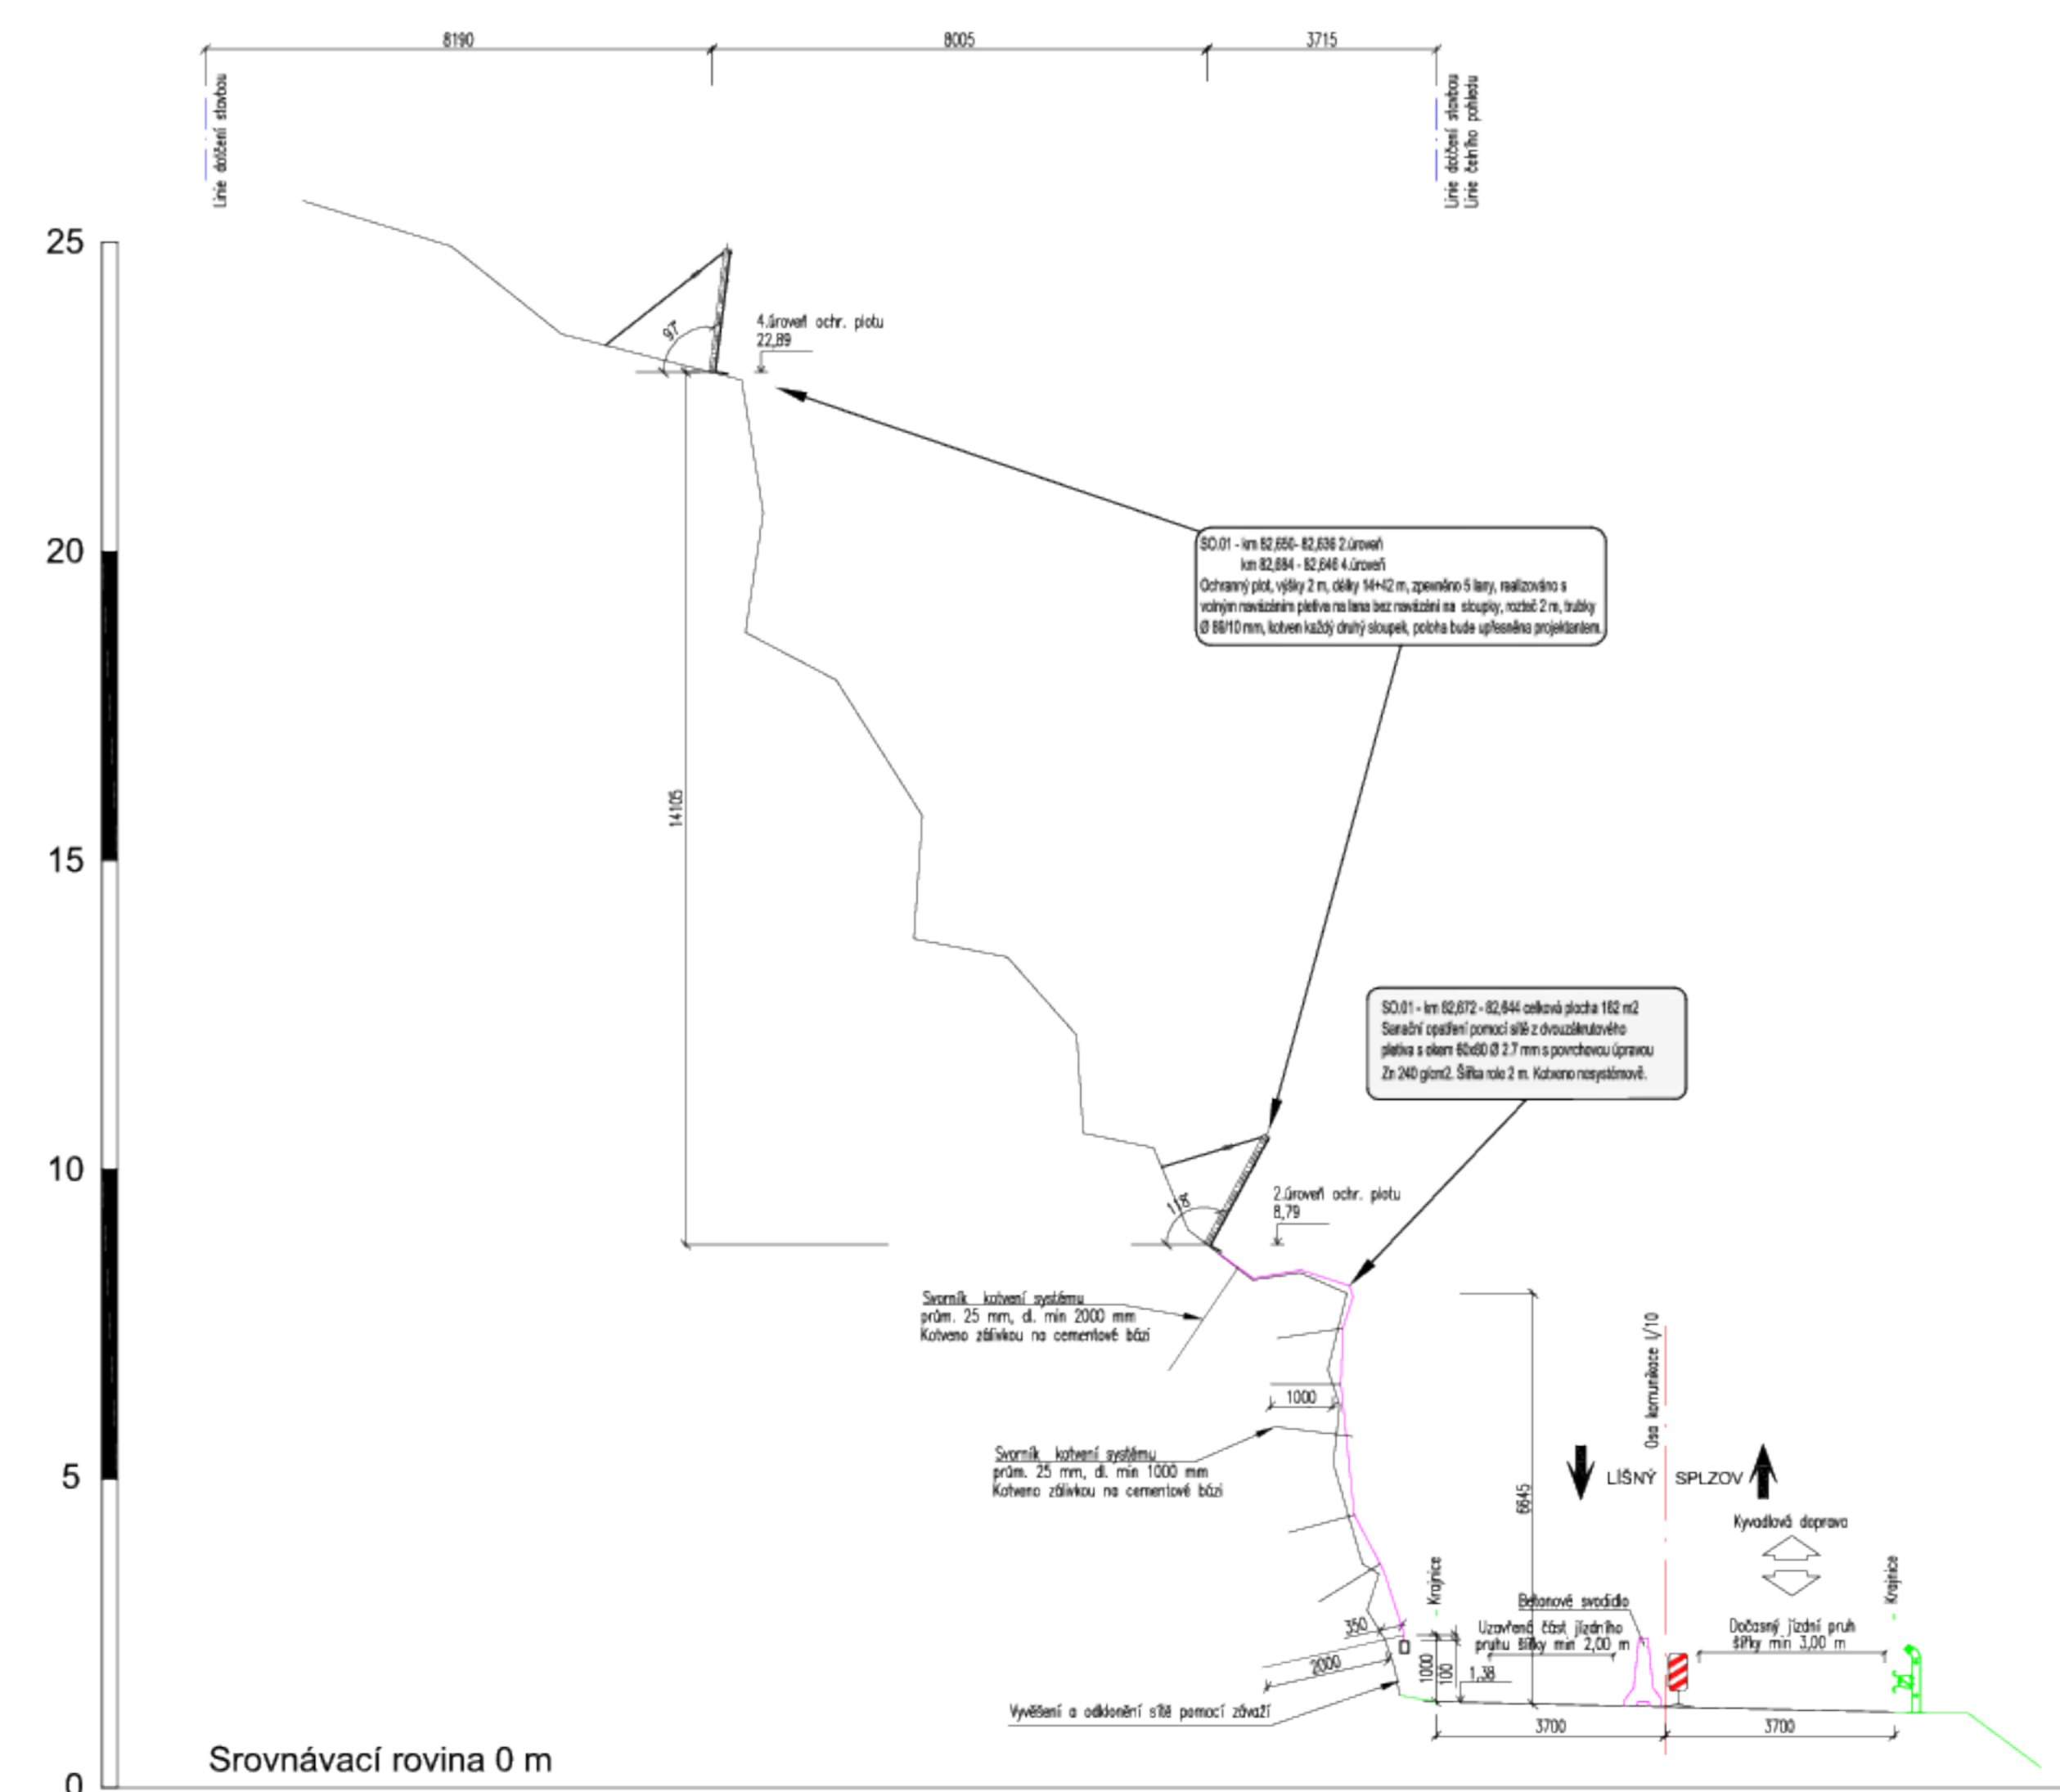 8190
8005
3715
Linie dotčení stavbou
Linie dotčení stavbou
Linie čelního pohledu
25
20
15
10
5
0
97°
4.úroveň ochr. plotu
22,89
14105
SO.01 - km 82,650- 82,636 2.úroveň
km 82,684 - 82,646 4.úroveň
Ochranný plot, výšky 2 m, délky 14+42 m, zpevněno 5 lany, realizováno s
volným navázáním pletiva na lana bez navázání na sloupky, rozteč 2 m, trubky
Ø 89/10 mm, kotven každý druhý sloupek, poloha bude upřesněna projektantem.
SO.01 - km 82,672 - 82,644 celková plocha 162 m2
Sanační opatření pomocí sítě z dvouzákrutového
pletiva s okem 60x80 Ø 2.7 mm s povrchovou úpravou
Zn 240 g/cm2. Šířka role 2 m. Kotveno nesystémově.
118°
2.úroveň ochr. plotu
8,79
Svorník kotvení systému
prům. 25 mm, dl. min 2000 mm
Kotveno zálivkou na cementové bázi
1000
Svorník kotvení systému
prům. 25 mm, dl. min 1000 mm
Kotveno zálivkou na cementové bázi
6645
Osa komunikace I/10
LÍŠNÝ SPLZOV
Kyvadlová doprava
Krajnice
Krajnice
Betonové svodidlo
Uzavřená část jízdního
pruhu šířky min 2,00 m
Dočasný jízdní pruh
šířky min 3,00 m
350
2000
1000
100
1,38
Vyvěšení a odklonění sítě pomocí závaží
3700
3700
Srovnávací rovina 0 m